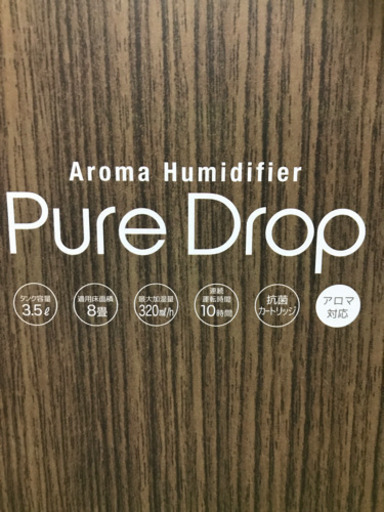 Aroma Humidifier
Pure Drop
タンク容量
3.5ℓ
適用床面積
8畳
最大加湿量
320ml/h
連続
運転時間
10時間
抗菌
カートリッジ
アロマ
対応